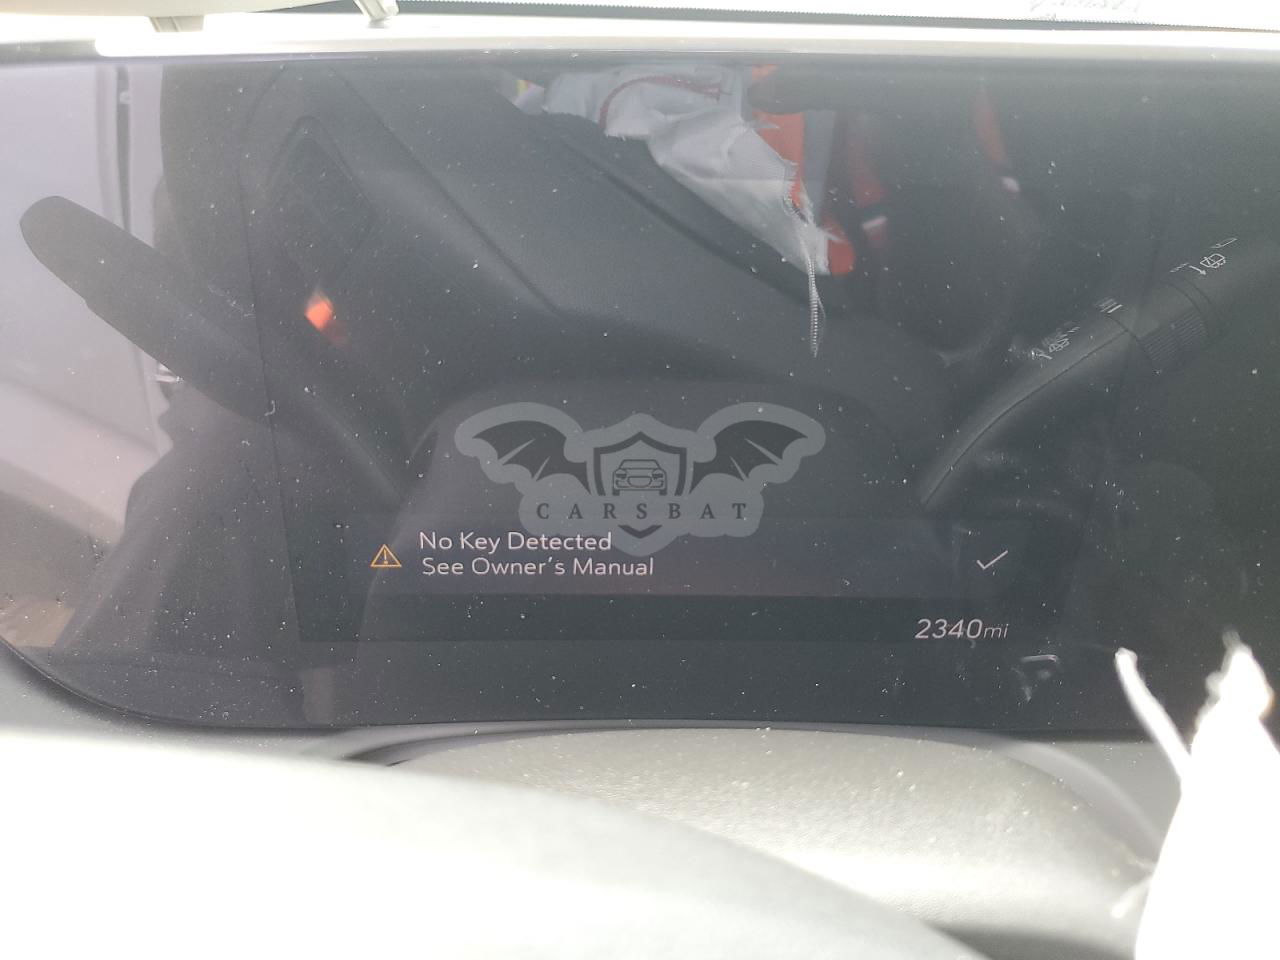 CARSBAT
No Key Detected
See Owner's Manual
2340mi